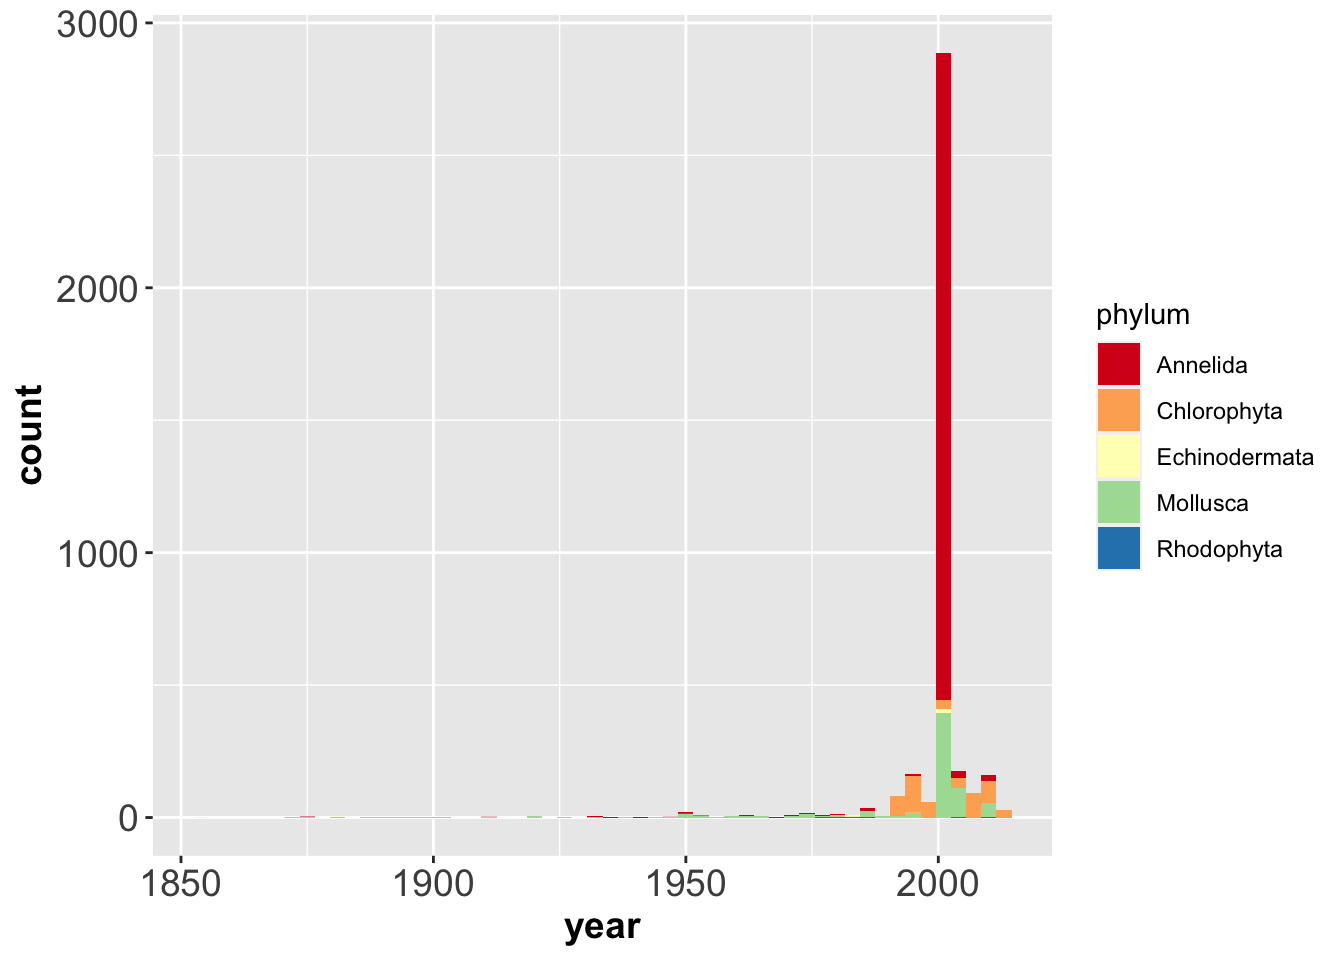 3000
2000
1000
0
count
1850
1900
1950
2000
year
phylum
Annelida
Chlorophyta
Echinodermata
Mollusca
Rhodophyta